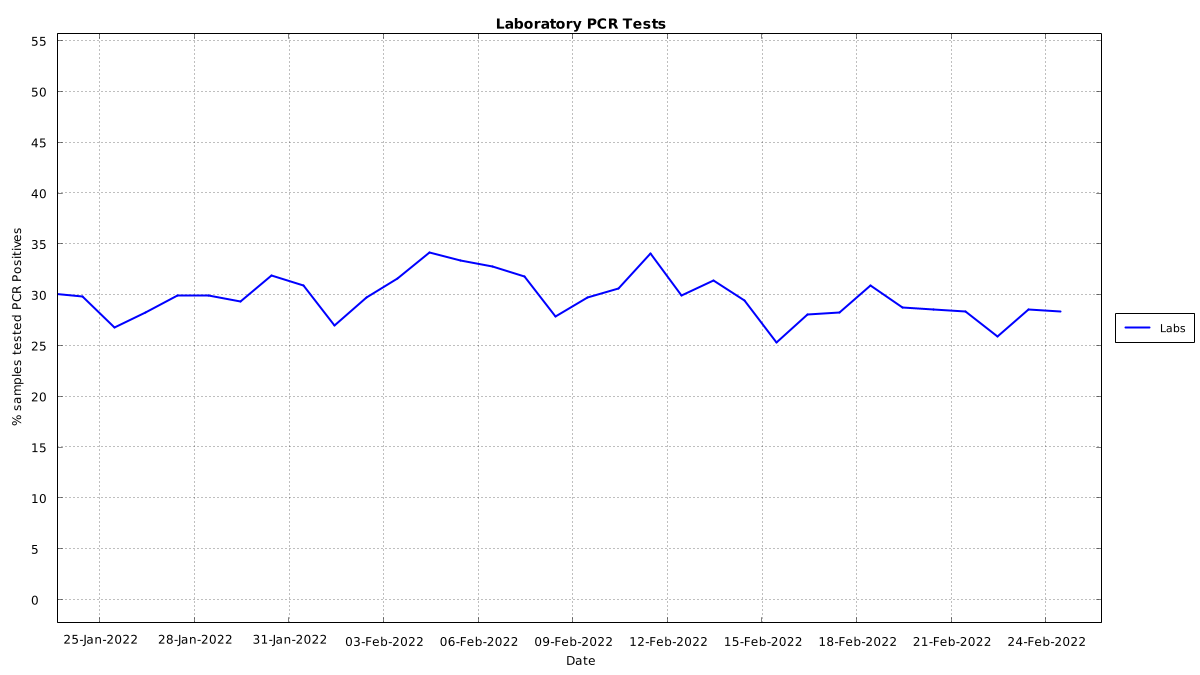 Laboratory PCR Tests
55
50
45
40
35
30
25
20
15
10
5
0
% samples tested PCR Positives
25-Jan-2022 28-Jan-2022 31-Jan-2022 03-Feb-2022 06-Feb-2022 09-Feb-2022 12-Feb-2022 15-Feb-2022 18-Feb-2022 21-Feb-2022 24-Feb-2022
Date
Labs